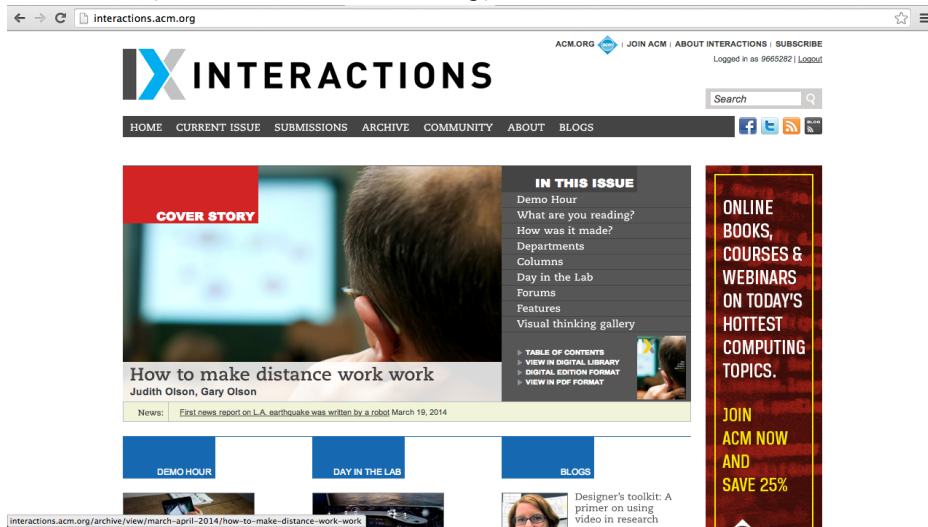 interactions.acm.org
ACM.ORG | JOIN ACM | ABOUT INTERACTIONS | SUBSCRIBE
Logged in as 9665282 | Logout
INTERACTIONS
Search
HOME CURRENT ISSUE SUBMISSIONS ARCHIVE COMMUNITY ABOUT BLOGS
BLOG
COVER STORY
How to make distance work work
Judith Olson, Gary Olson
IN THIS ISSUE
Demo Hour
What are you reading?
How was it made?
Departments
Columns
Day in the Lab
Forums
Features
Visual thinking gallery
TABLE OF CONTENTS
VIEW IN DIGITAL LIBRARY
DIGITAL EDITION FORMAT
VIEW IN PDF FORMAT
News: First news report on L.A. earthquake was written by a robot March 19, 2014
ONLINE
BOOKS,
COURSES &
WEBINARS
ON TODAY'S
HOTTEST
COMPUTING
TOPICS.
JOIN
ACM NOW
AND
SAVE 25%
DEMO HOUR
DAY IN THE LAB
BLOGS
Designer's toolkit: A
primer on using
video in research
interactions.acm.org/archive/view/march-april-2014/how-to-make-distance-work-work